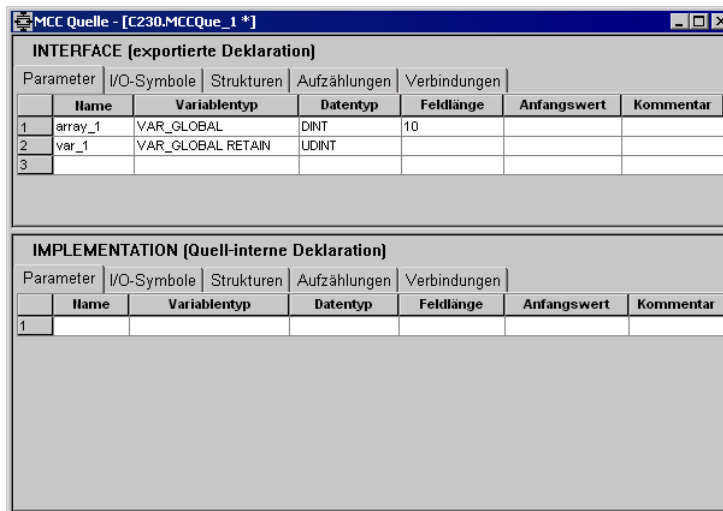 MCC Quelle - [C230.MCCQue_1 *]
INTERFACE (exportierte Deklaration)
Parameter I/O-Symbole Strukturen Aufzählungen Verbindungen
Name Variablentyp Datentyp Feldlänge Anfangswert Kommentar
1 array_1 VAR_GLOBAL DINT 10
2 var_1 VAR_GLOBAL RETAIN UDINT
3
IMPLEMENTATION (Quell-interne Deklaration)
Parameter I/O-Symbole Strukturen Aufzählungen Verbindungen
Name Variablentyp Datentyp Feldlänge Anfangswert Kommentar
1